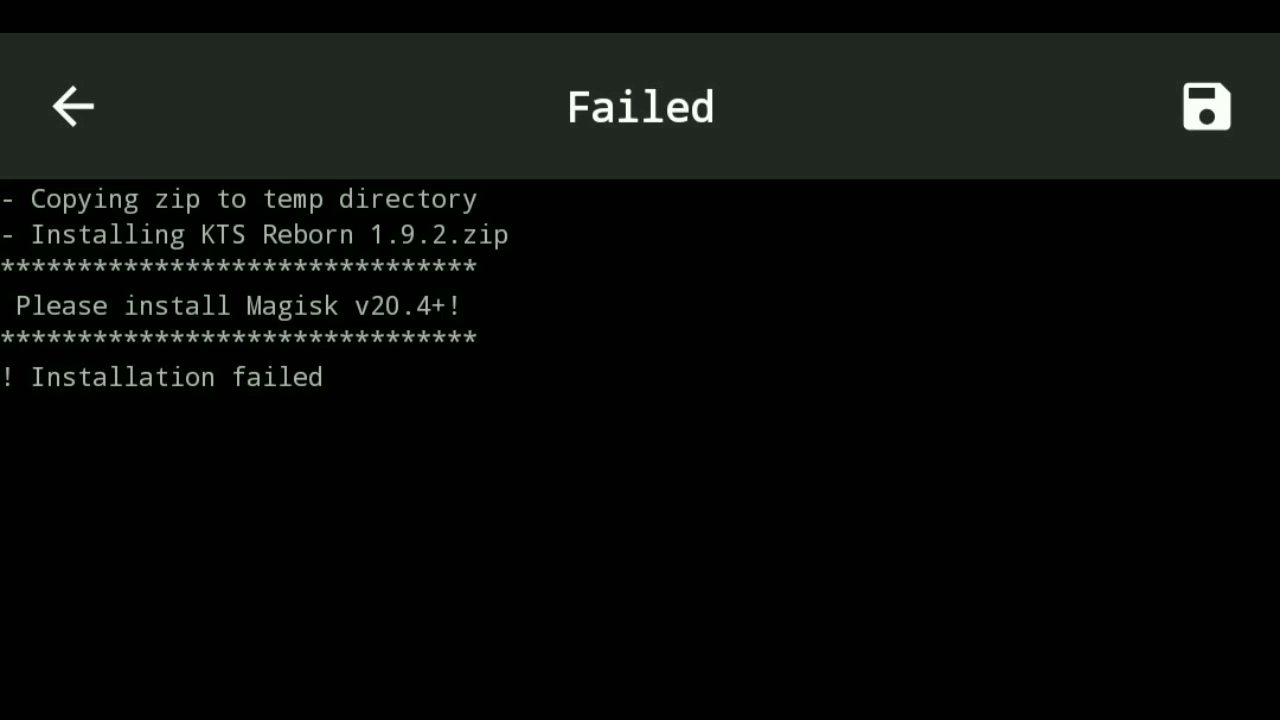 Failed
- Copying zip to temp directory
- Installing KTS Reborn 1.9.2.zip
*******************************
 Please install Magisk v20.4+!
*******************************
! Installation failed